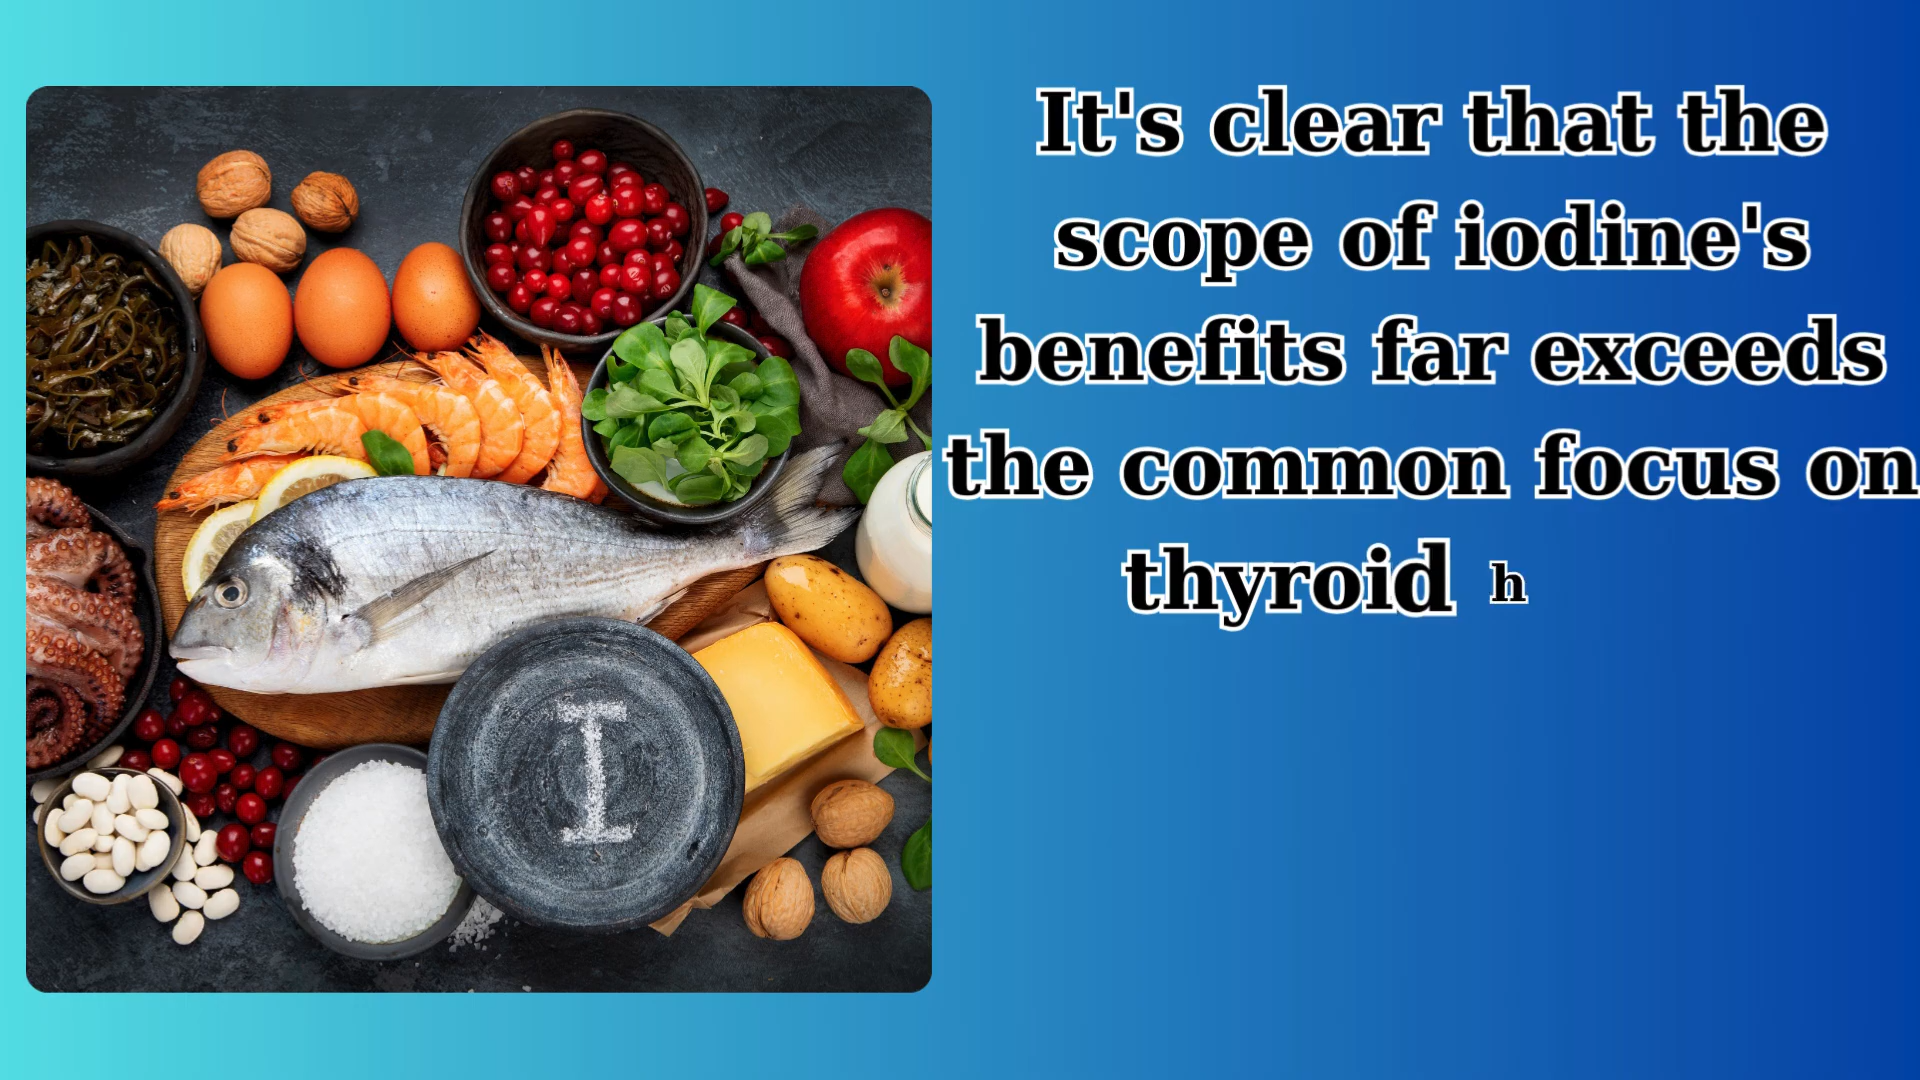 It's clear that the
scope of iodine's
benefits far exceeds
the common focus on
thyroid h
I